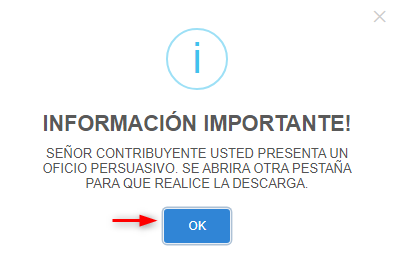 INFORMACIÓN IMPORTANTE!
SEÑOR CONTRIBUYENTE USTED PRESENTA UN
OFICIO PERSUASIVO. SE ABRIRA OTRA PESTAÑA
PARA QUE REALICE LA DESCARGA.
OK